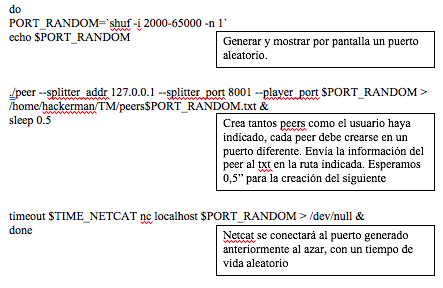 do
PORT_RANDOM=`shuf -i 2000-65000 -n 1`
echo $PORT_RANDOM
Generar y mostrar por pantalla un puerto
aleatorio.
./peer --splitter_addr 127.0.0.1 --splitter_port 8001 --player_port $PORT_RANDOM >
/home/hackerman/TM/peers$PORT_RANDOM.txt &
sleep 0.5
Crea tantos peers como el usuario haya
indicado, cada peer debe crearse en un
puerto diferente. Envía la información del
peer al txt en la ruta indicada. Esperamos
0,5” para la creación del siguiente
timeout $TIME_NETCAT nc localhost $PORT_RANDOM > /dev/null &
done
Netcat se conectará al puerto generado
anteriormente al azar, con un tiempo de
vida aleatorio